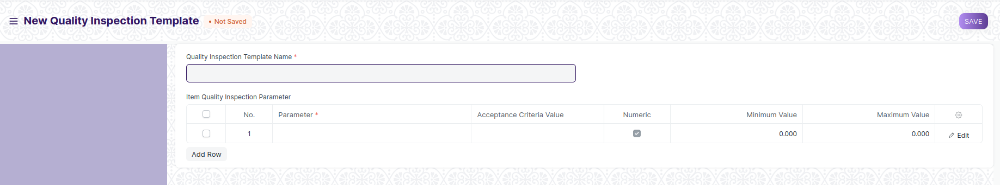 New Quality Inspection Template
• Not Saved
SAVE
Quality Inspection Template Name *
Item Quality Inspection Parameter
No. Parameter * Acceptance Criteria Value Numeric Minimum Value Maximum Value
1 0.000 0.000 Edit
Add Row